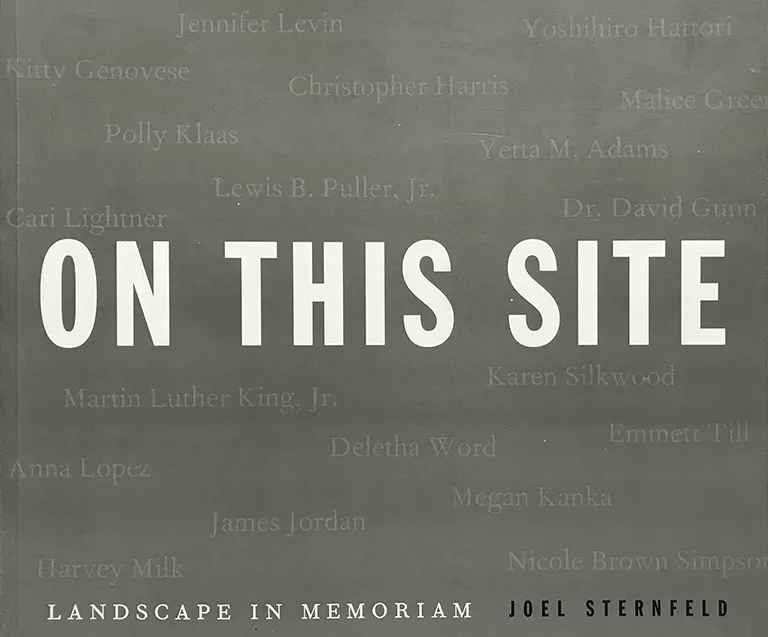 Jennifer Levin
Yoshihiro Hattori
Kitty Genovese
Christopher Harris
Malice Green
Polly Klaas
Yetta M. Adams
Lewis B. Puller, Jr.
Dr. David Gunn
Cari Lightner
ON THIS SITE
Karen Silkwood
Martin Luther King, Jr.
Emmett Till
Deletha Word
Anna Lopez
Megan Kanka
James Jordan
Nicole Brown Simpson
Harvey Milk
LANDSCAPE IN MEMORIAM JOEL STERNFELD